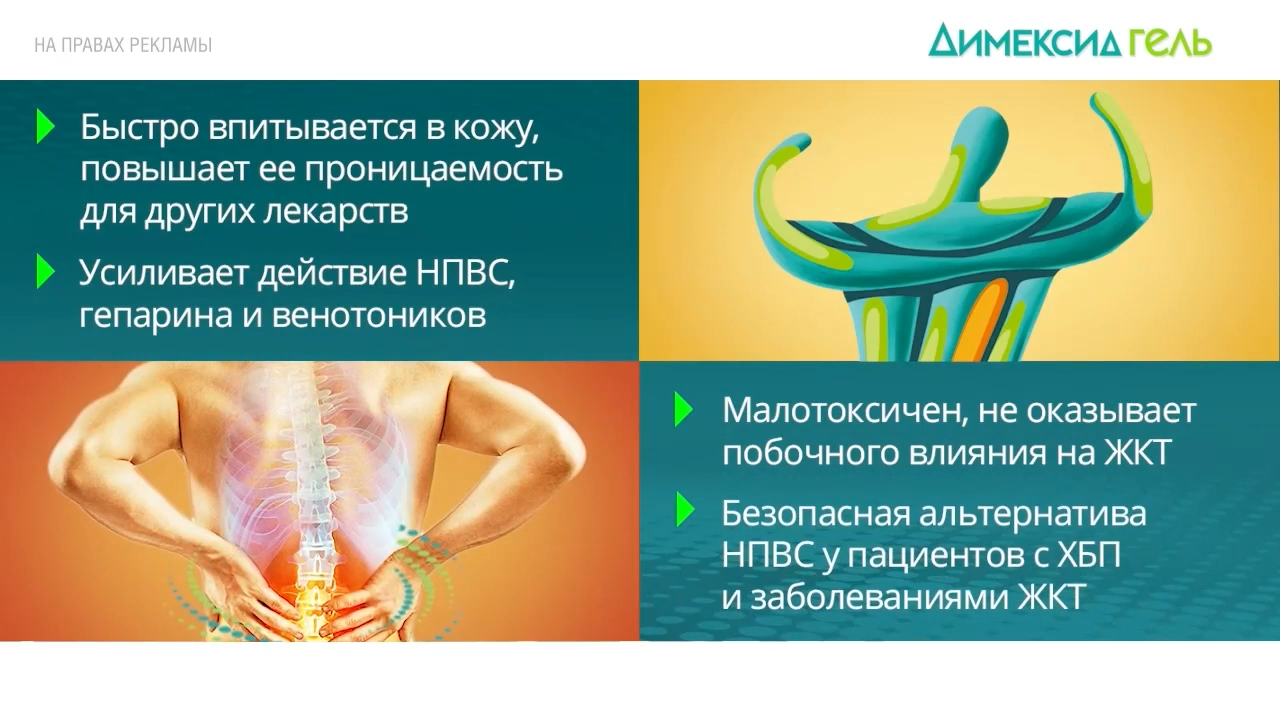 НА ПРАВАХ РЕКЛАМЫ
ДИМЕКСИД ГЕЛЬ
Быстро впитывается в кожу,
повышает ее проницаемость
для других лекарств
Усиливает действие НПВС,
гепарина и венотоников
Малотоксичен, не оказывает
побочного влияния на ЖКТ
Безопасная альтернатива
НПВС у пациентов с ХБП
и заболеваниями ЖКТ